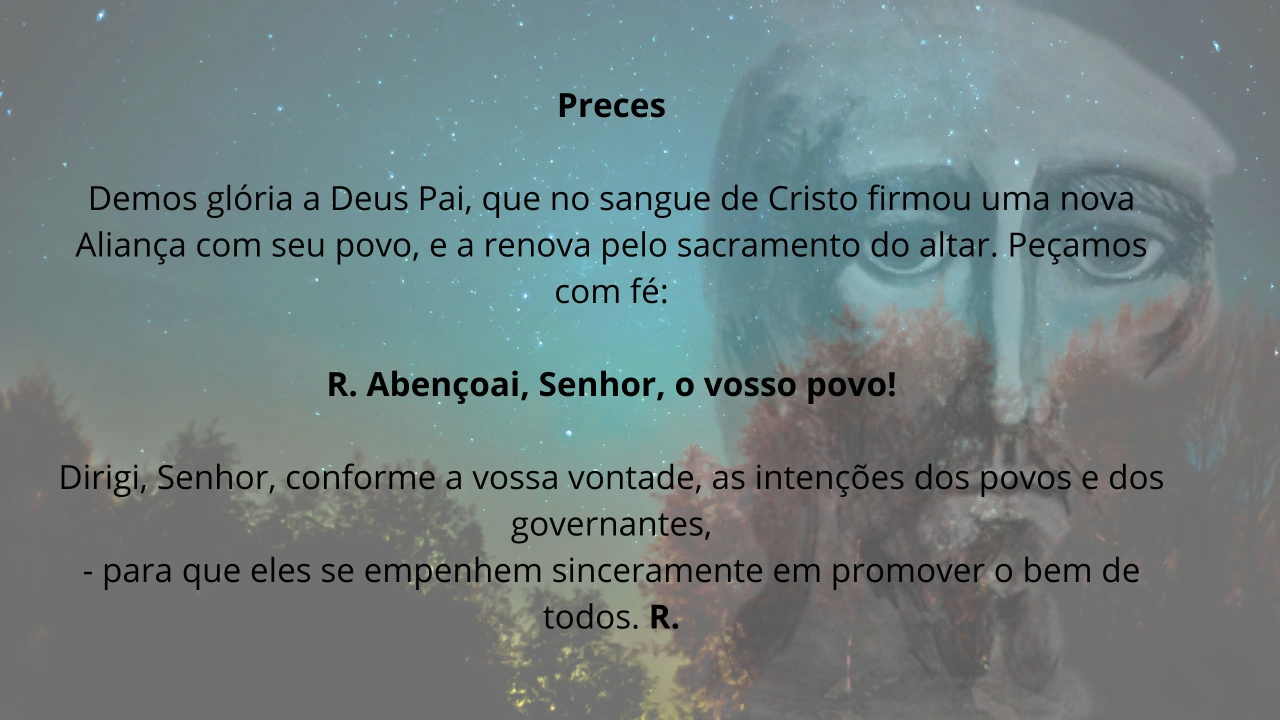 Preces
Demos glória a Deus Pai, que no sangue de Cristo firmou uma nova
Aliança com seu povo, e a renova pelo sacramento do altar. Peçamos
com fé:
R. Abençoai, Senhor, o vosso povo!
Dirigi, Senhor, conforme a vossa vontade, as intenções dos povos e dos
governantes,
- para que eles se empenhem sinceramente em promover o bem de
todos. R.